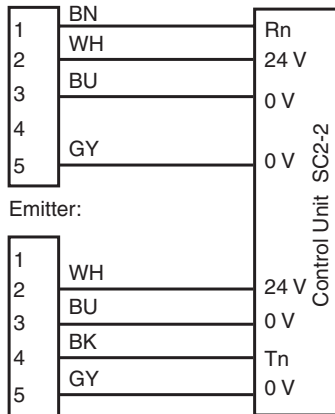 BN
1 Rn
WH
2 24 V
BU
3 0 V
4
GY
5 0 V
Emitter:
1
WH
2 24 V
BU
3 0 V
BK
4 Tn
GY
5 0 V
Control Unit SC2-2